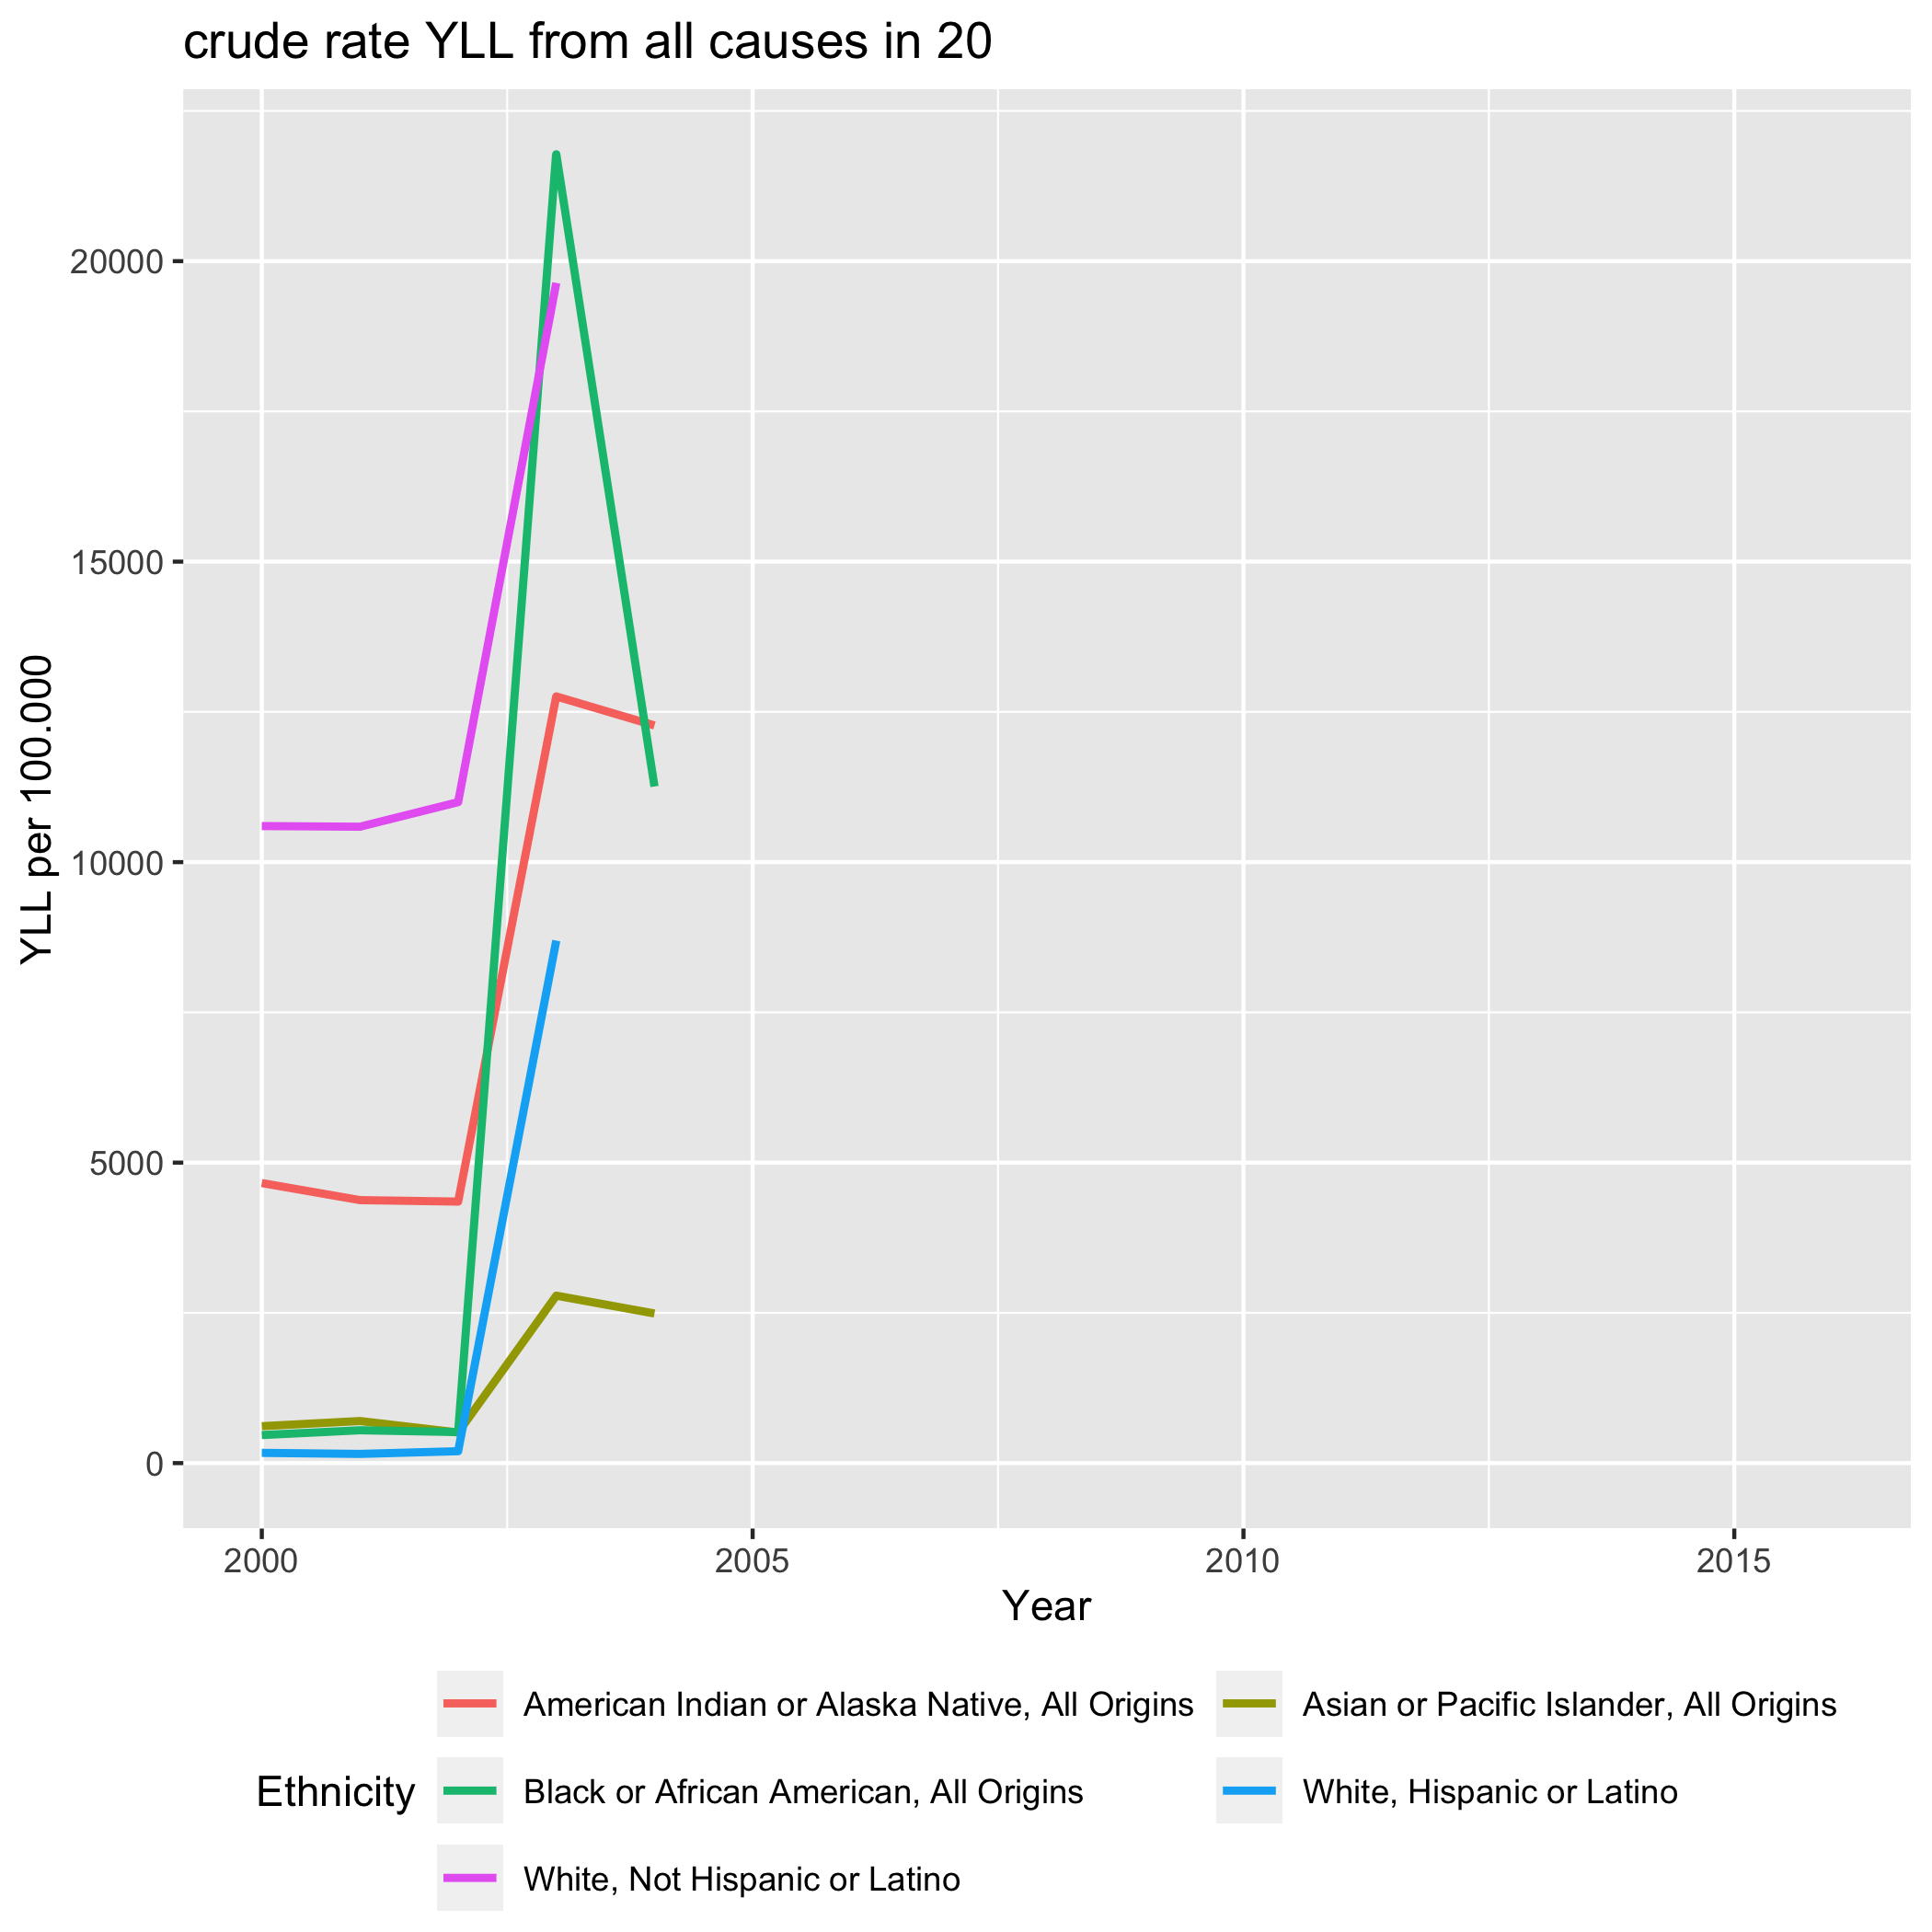 crude rate YLL from all causes in 20
YLL per 100.000
20000
15000
10000
5000
0
2000 2005 2010 2015
Year
Ethnicity
American Indian or Alaska Native, All Origins
Asian or Pacific Islander, All Origins
Black or African American, All Origins
White, Hispanic or Latino
White, Not Hispanic or Latino